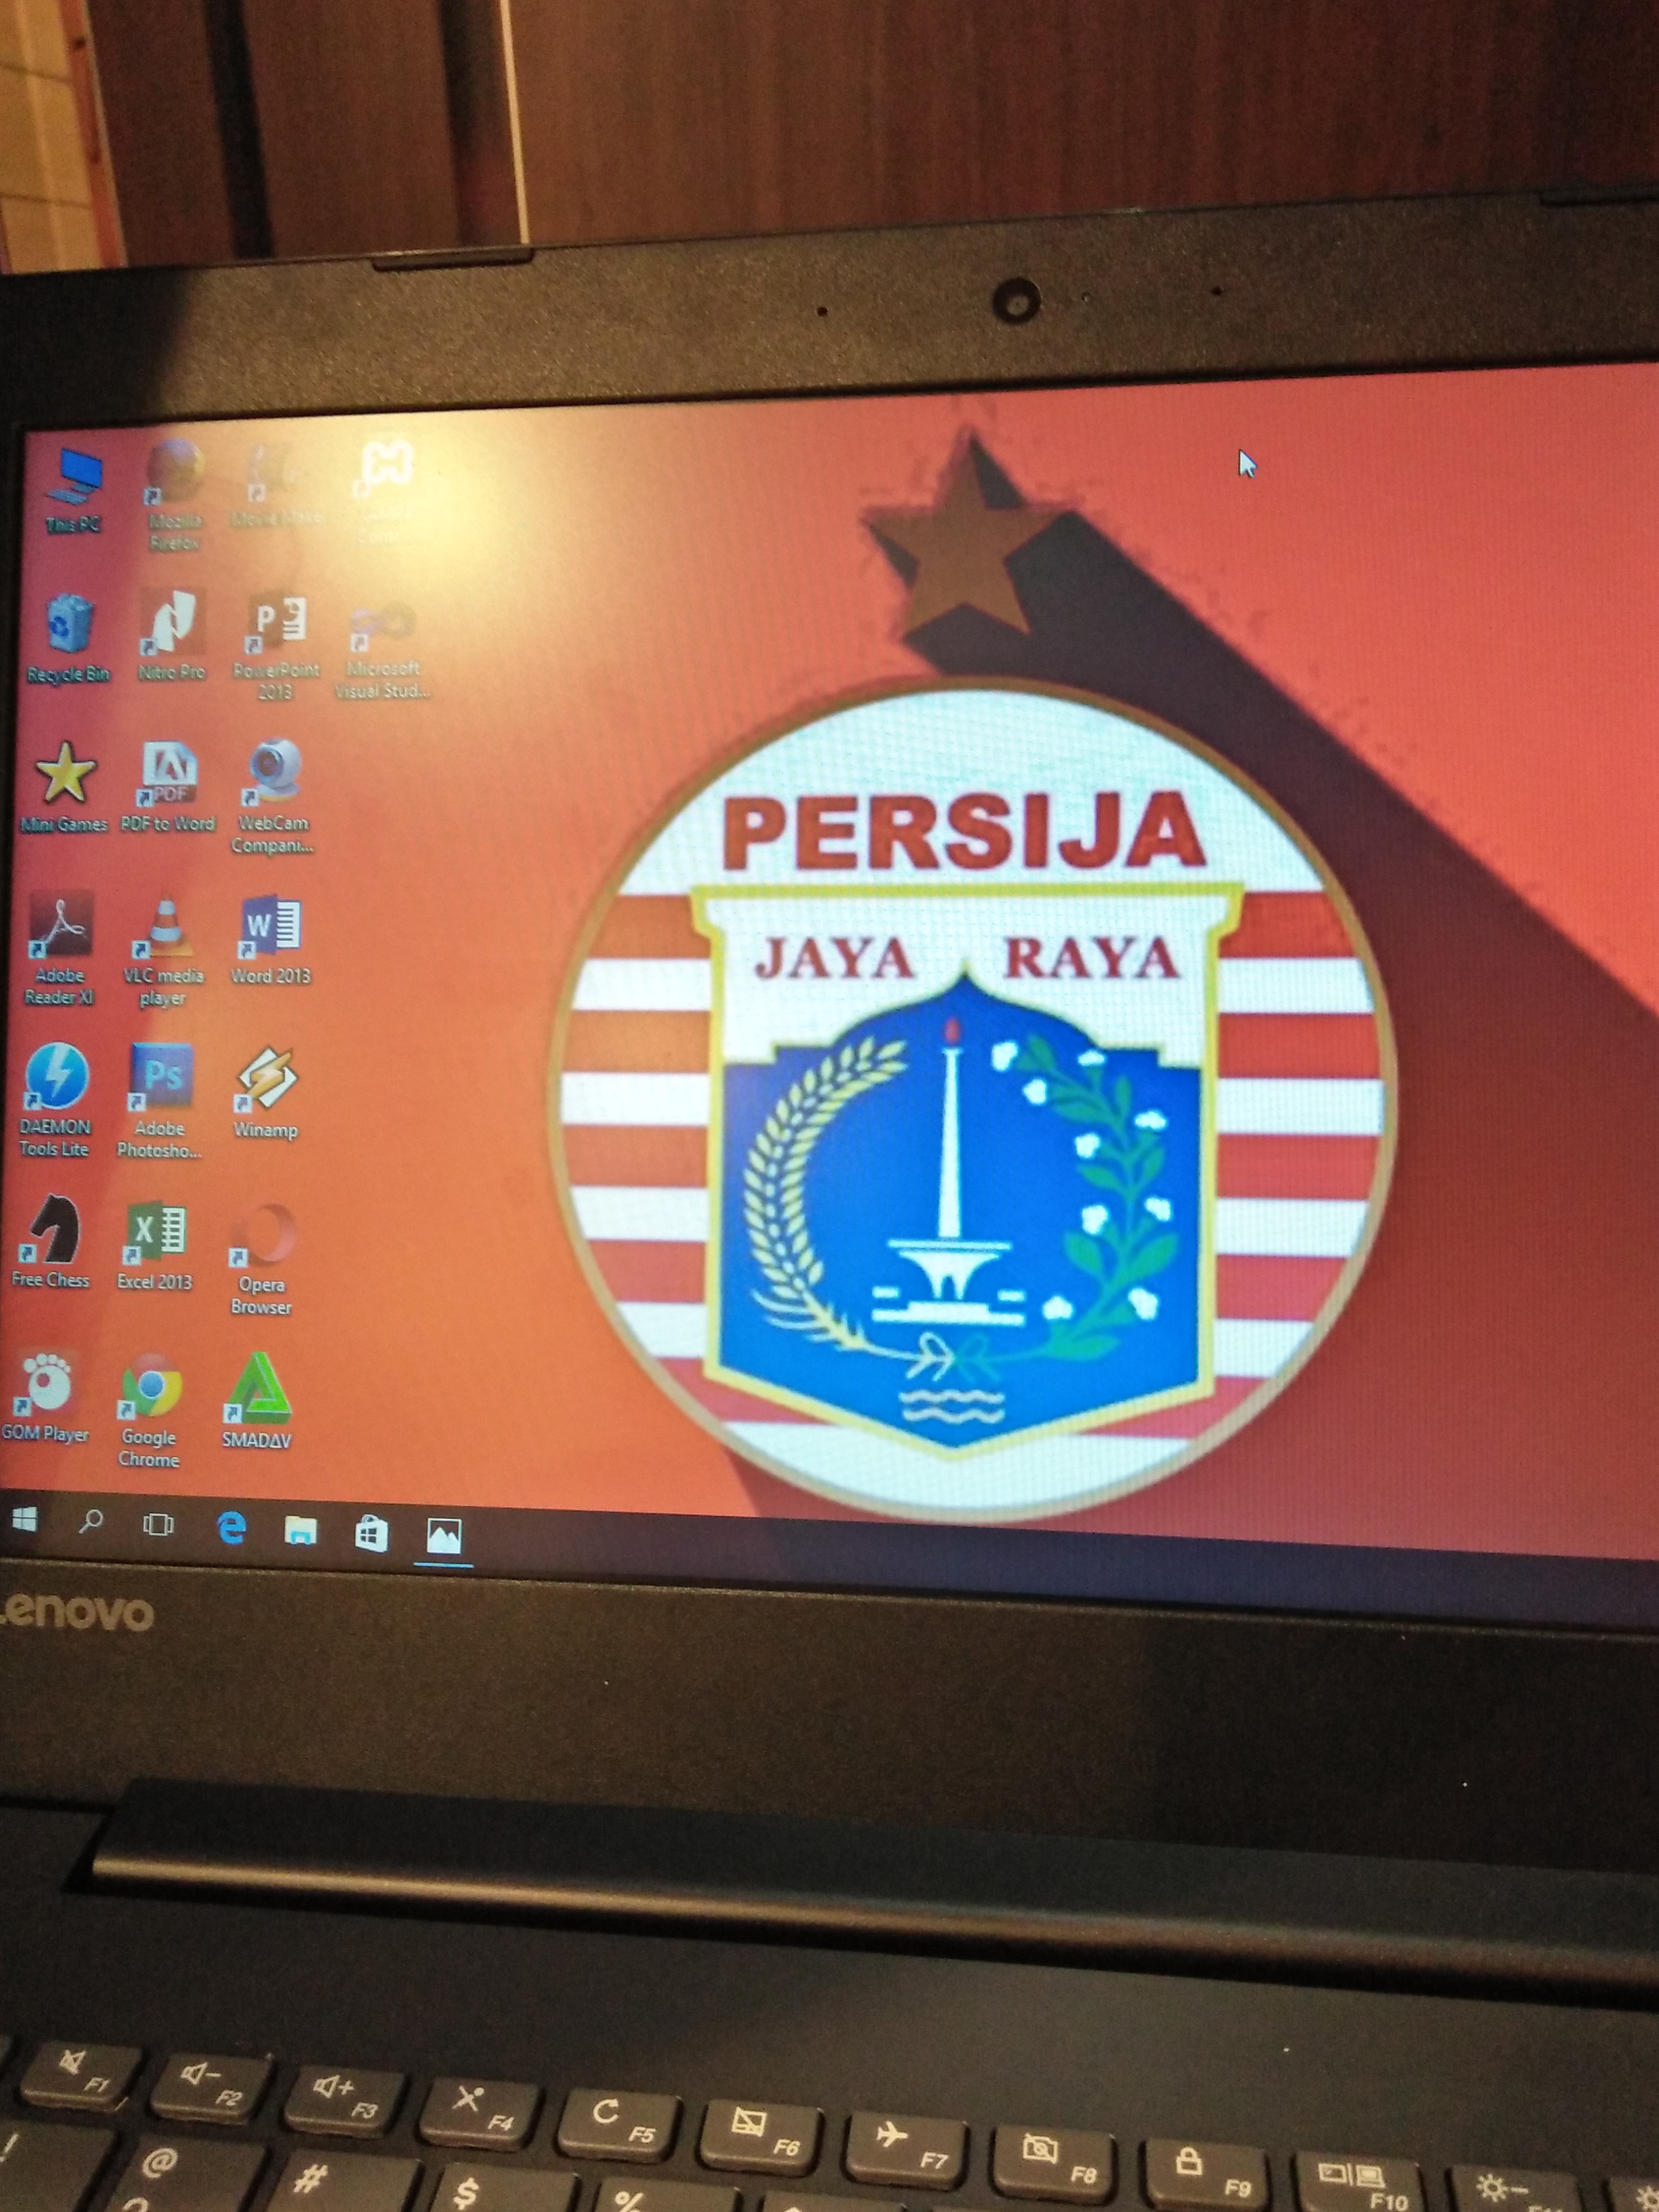 This PC
Mozilla
Firefox
Movie Maker
Recycle Bin
Nitro Pro
PowerPoint
2013
Microsoft
Visual Stud...
Mini Games
PDF
PDF to Word
WebCam
Compani...
Adobe
Reader XI
VLC media
player
W
Word 2013
DAEMON
Tools Lite
Ps
Adobe
Photosho...
Winamp
Free Chess
X
Excel 2013
Opera
Browser
GOM Player
Google
Chrome
SMADΔV
PERSIJA
JAYA RAYA
Lenovo
F1
F2
F3
F4
F5
F6
F7
F8
F9
F10
!
@
#
$
%